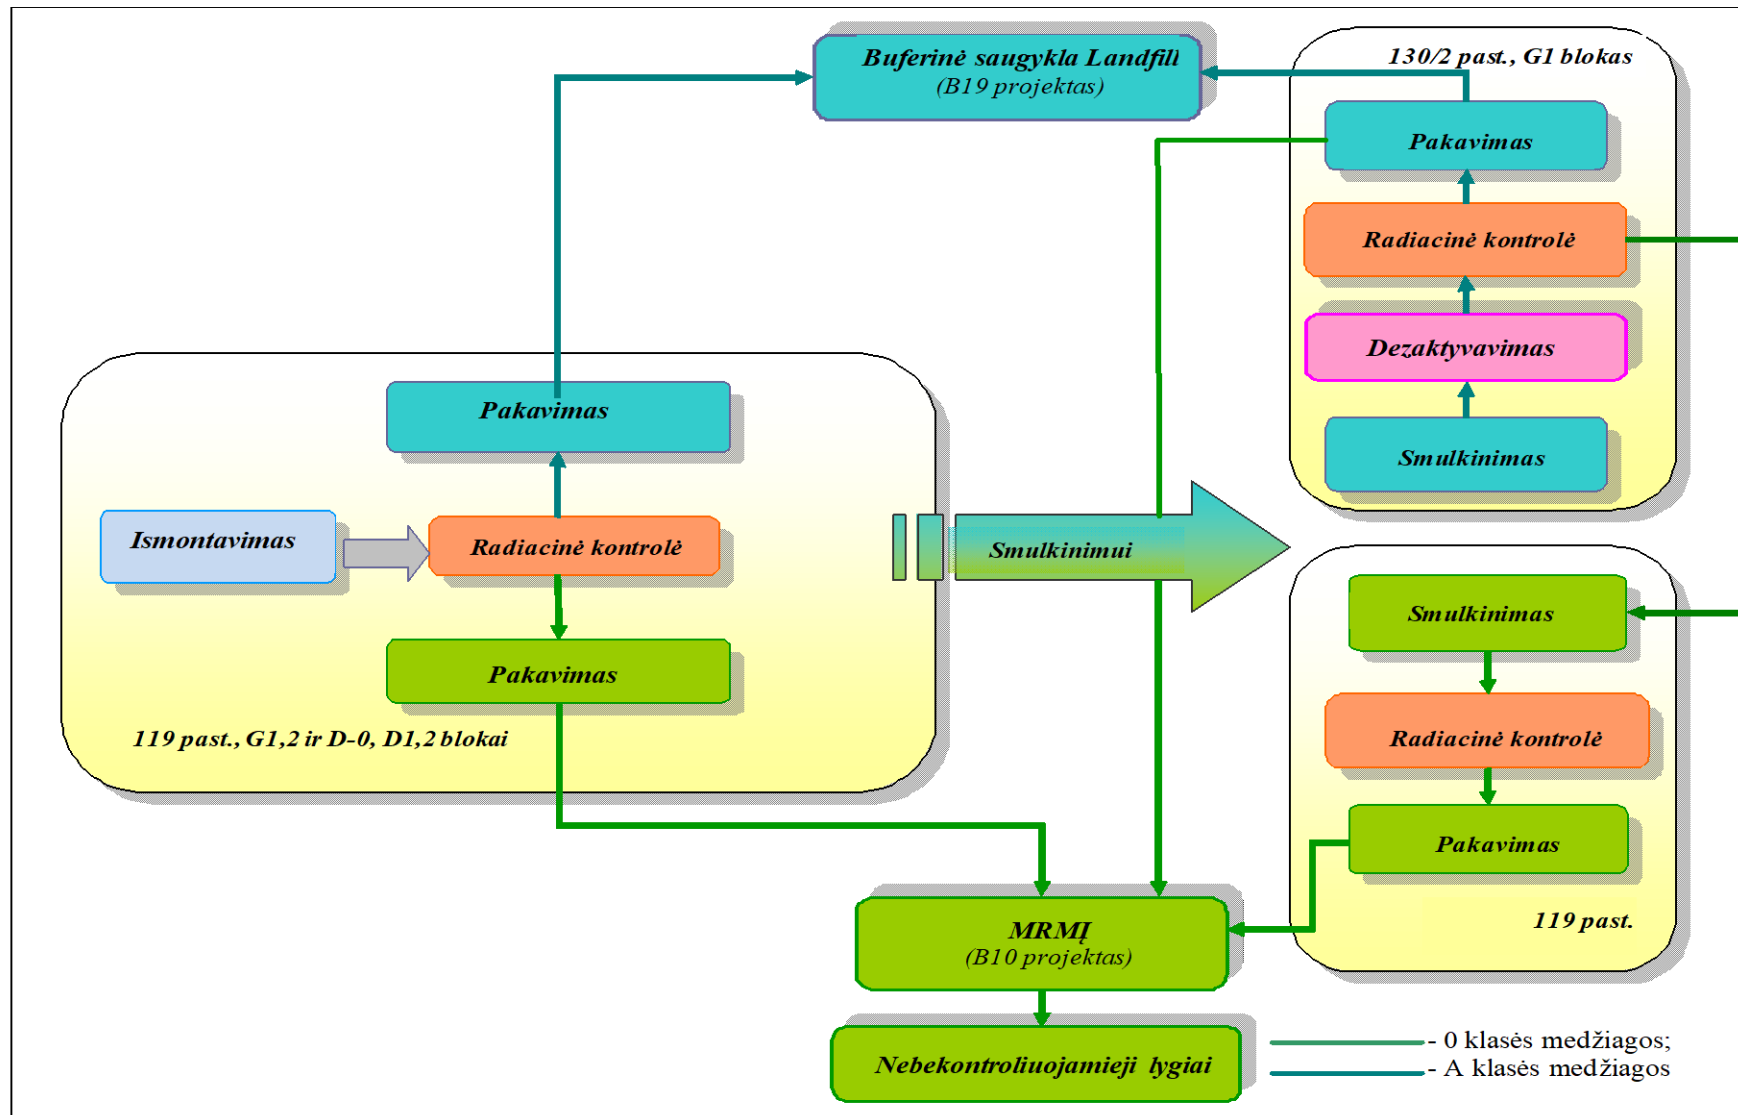 Buferinė saugykla Landfill
(B19 projektas)
130/2 past., G1 blokas
Pakavimas
Radiacinė kontrolė
Dezaktyvavimas
Smulkinimas
Pakavimas
Ismontavimas
Radiacinė kontrolė
Pakavimas
119 past., G1,2 ir D-0, D1,2 blokai
Smulkinimui
Smulkinimas
Radiacinė kontrolė
Pakavimas
119 past.
MRMĮ
(B10 projektas)
Nebekontroliuojamieji lygiai
- 0 klasės medžiagos;
- A klasės medžiagos